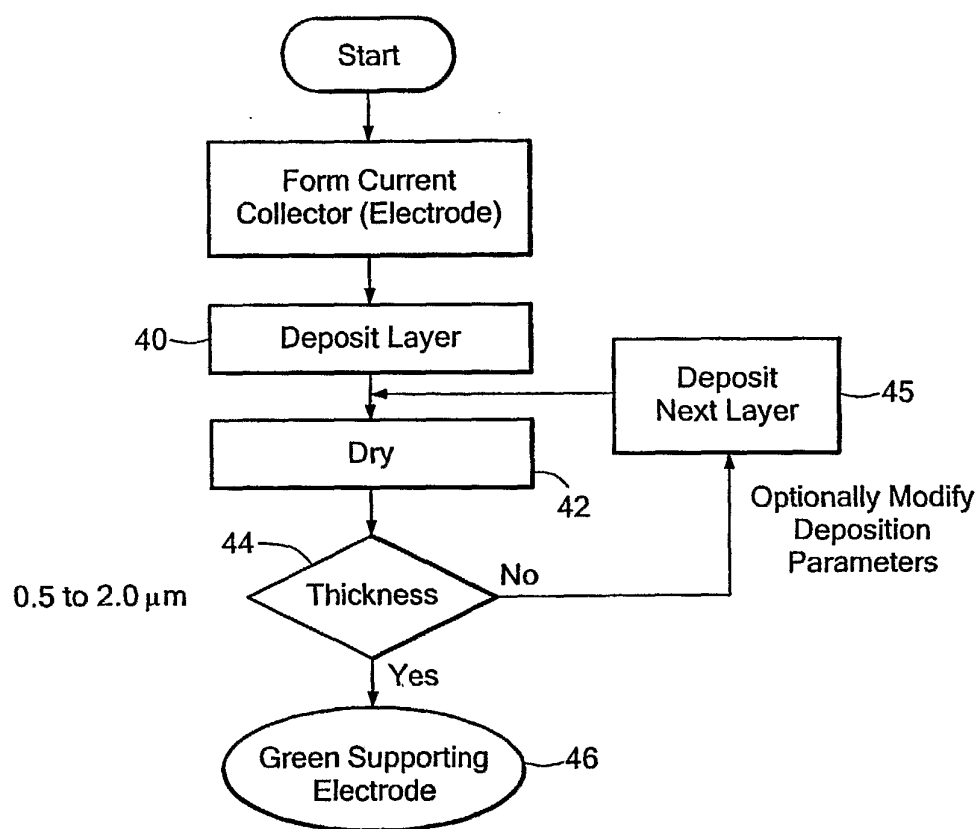 Start
Form Current
Collector (Electrode)
40
Deposit Layer
Deposit
Next Layer
45
Dry
42
Optionally Modify
Deposition
Parameters
44
0.5 to 2.0 μm
Thickness
No
Yes
Green Supporting
Electrode
46